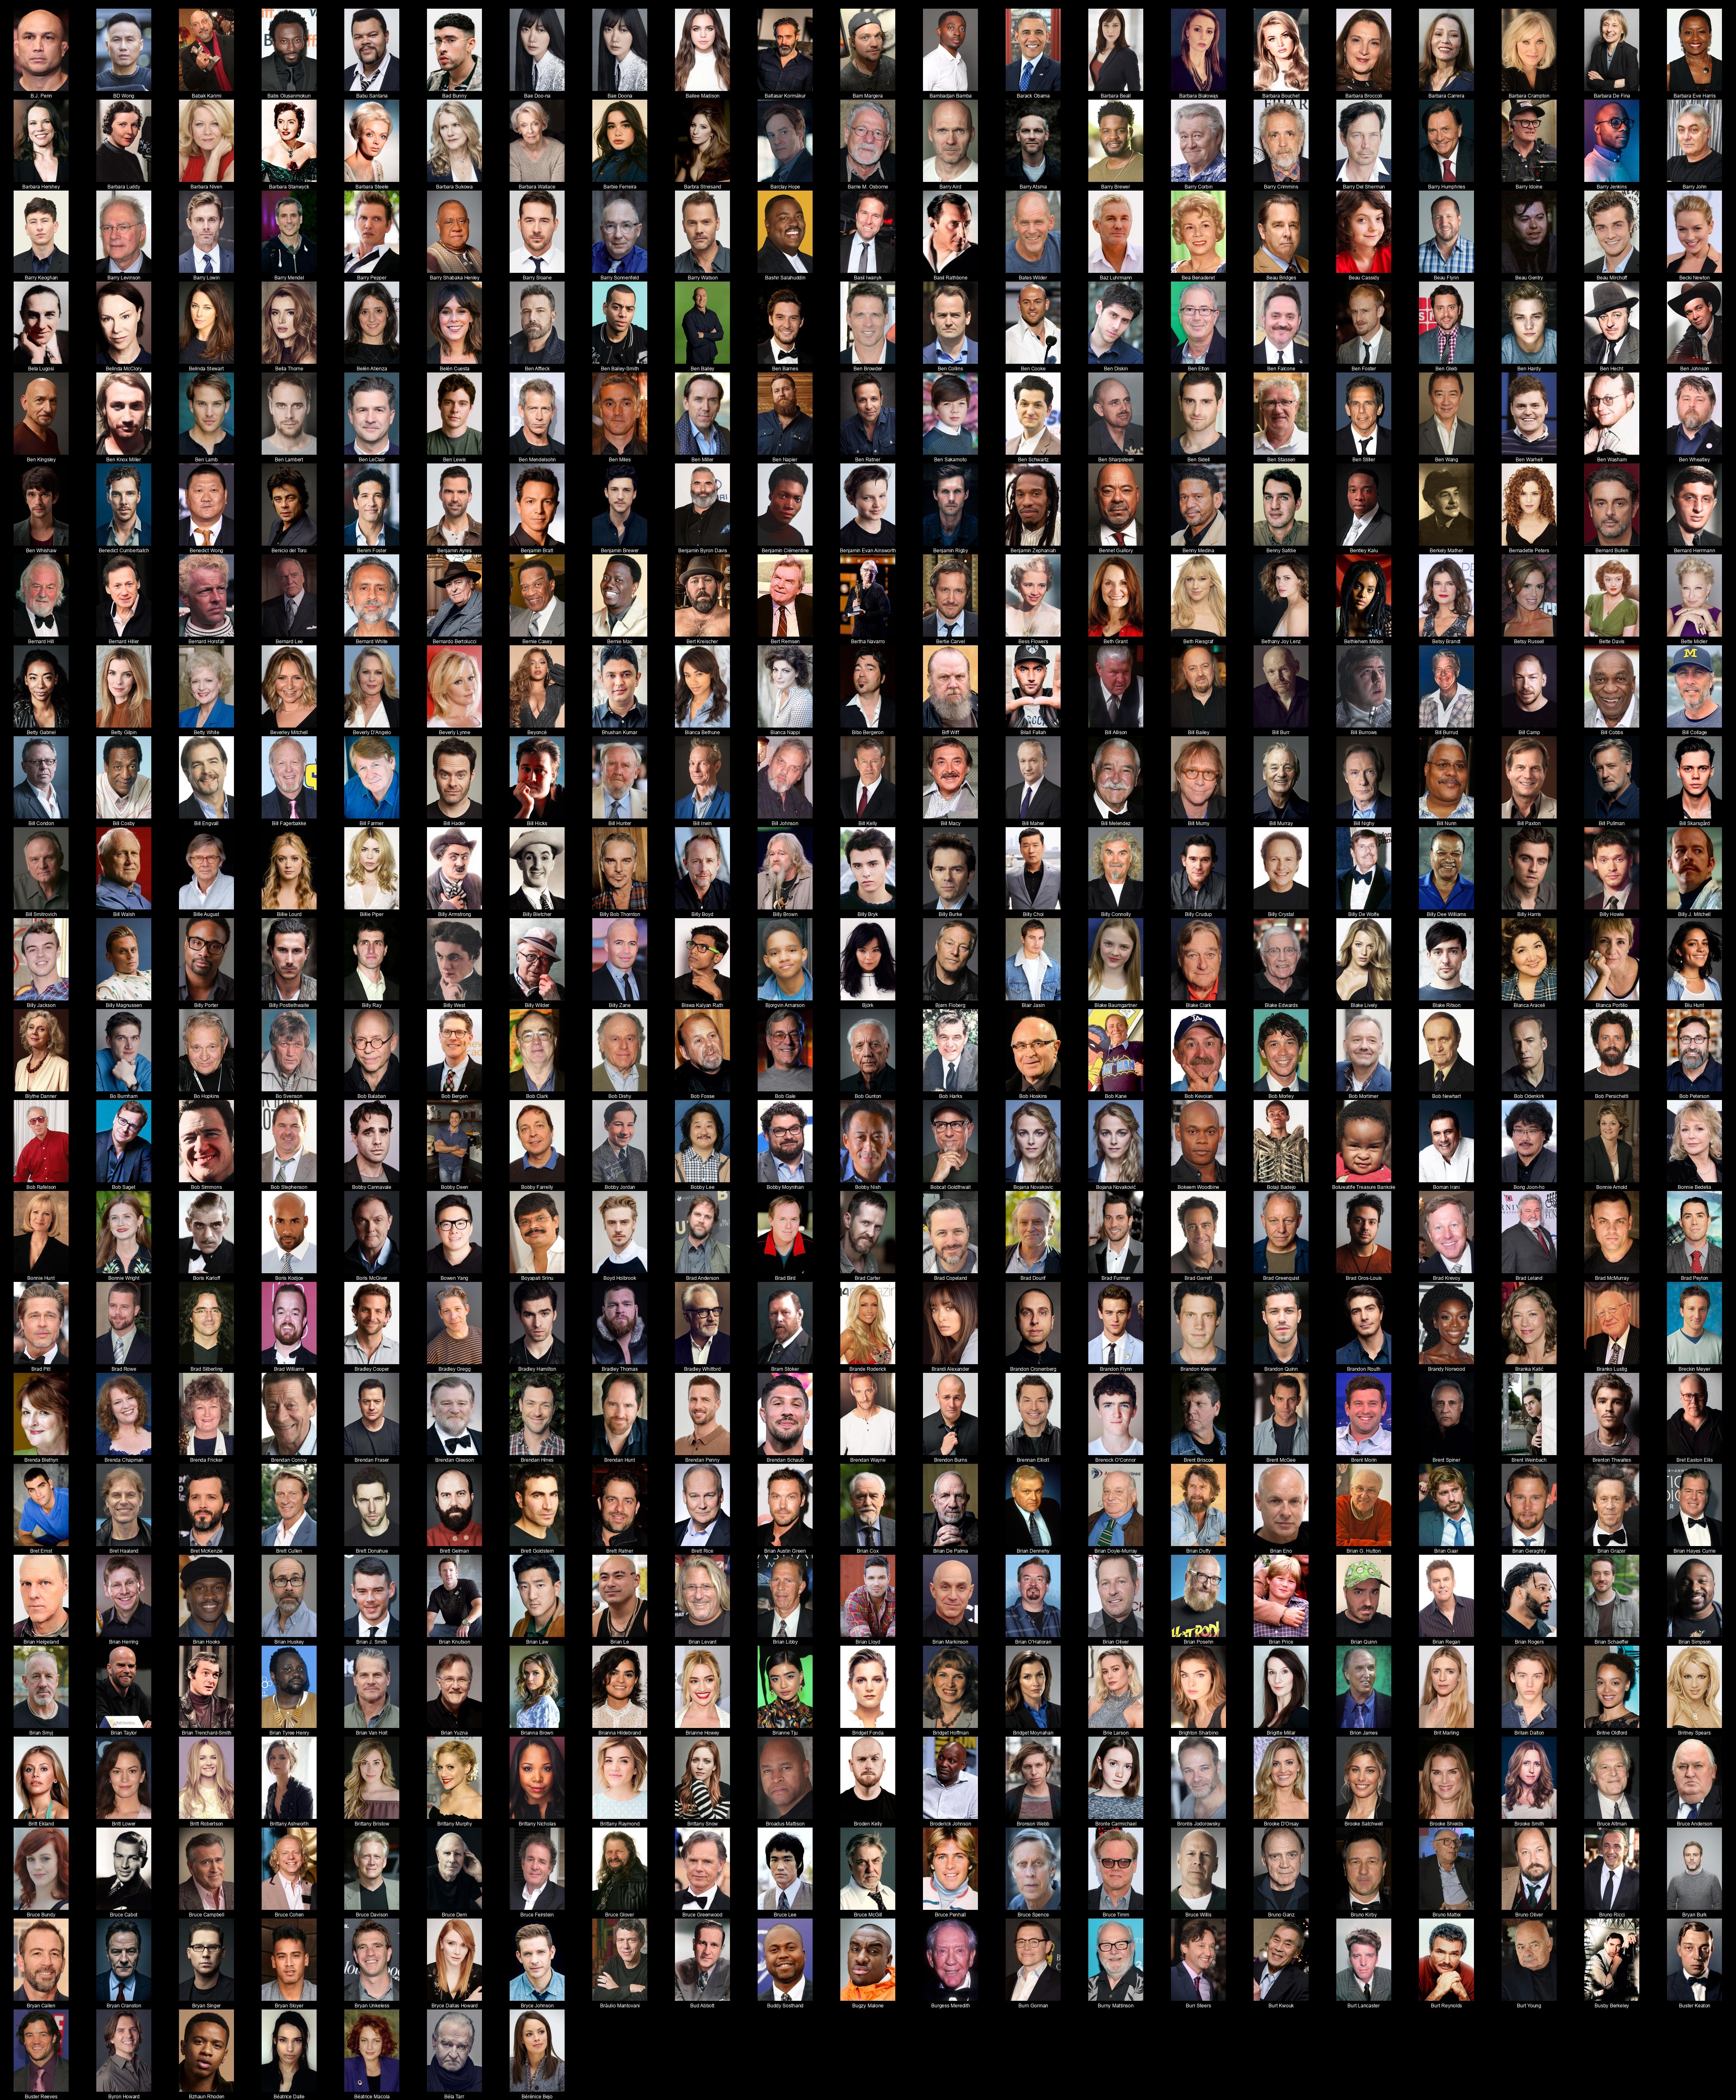 B.J. Penn BD Wong Babak Karimi Babs Olusanmokun Babu Santana Bad Bunny Bae Doo-na Bae Doona Bailee Madison Baltasar Kormákur Bam Margera Bambadjan Bamba Barack Obama Barbara Beall Barbara Blakowqs Barbara Bouchet Barbara Broccoli Barbara Carrera Barbara Crampton Barbara De Fina Barbara Eve Harris
Barbara Hershey Barbara Luddy Barbara Niven Barbara Stanwyck Barbara Steele Barbara Sukowa Barbara Wallace Barbie Ferreira Barbra Streisand Barclay Hope Barrie M. Osborne Barry Aird Barry Atsma Barry Brewer Barry Corbin Barry Crimmins Barry Del Sherman Barry Humphries Barry Idoine Barry Jenkins Barry John
Barry Keoghan Barry Levinson Barry Lowin Barry Mendel Barry Pepper Barry Shabaka Henley Barry Sloane Barry Sonnenfeld Barry Watson Bashir Salahuddin Basil Iwanyk Basil Rathbone Bates Wilder Baz Luhrmann Bea Benaderet Beau Bridges Beau Cassidy Beau Flynn Beau Gentry Beau Mirchoff Becki Newton
Bela Lugosi Belinda McClory Belinda Stewart Bella Thorne Belén Atienza Belén Cuesta Ben Affleck Ben Bailey-Smith Ben Bailey Ben Barnes Ben Browder Ben Collins Ben Cooke Ben Diskin Ben Elton Ben Falcone Ben Foster Ben Gleib Ben Hardy Ben Hecht Ben Johnson
Ben Kingsley Ben Knox Miller Ben Lamb Ben Lambert Ben LeClair Ben Lewis Ben Mendelsohn Ben Miles Ben Miller Ben Napier Ben Ratner Ben Sakamoto Ben Schwartz Ben Sharpsteen Ben Sidell Ben Stassen Ben Stiller Ben Wang Ben Warheit Ben Washam Ben Wheatley
Ben Whishaw Benedict Cumberbatch Benedict Wong Benicio del Toro Benim Foster Benjamin Ayres Benjamin Bratt Benjamin Brewer Benjamin Byron Davis Benjamin Clémentine Benjamin Evan Ainsworth Benjamin Rigby Benjamin Zephaniah Bennet Guillory Benny Medina Benny Safdie Bentley Kalu Berkely Mather Bernadette Peters Bernard Bullen Bernard Herrmann
Bernard Hill Bernard Hiller Bernard Horsfall Bernard Lee Bernard White Bernardo Bertolucci Bernie Casey Bernie Mac Bert Kreischer Bert Remsen Bertha Navarro Bertie Carvel Bess Flowers Beth Grant Beth Riesgraf Bethany Joy Lenz Bethlehem Million Betsy Brandt Betsy Russell Bette Davis Bette Midler
Betty Gabriel Betty Gilpin Betty White Beverley Mitchell Beverly D'Angelo Beverly Lynne Beyoncé Bhushan Kumar Bianca Bethune Bianca Nappi Bibo Bergeron Biff Wiff Bilall Fallah Bill Allison Bill Bailey Bill Burr Bill Burrows Bill Burrud Bill Camp Bill Cobbs Bill Collage
Bill Condon Bill Cosby Bill Engvall Bill Fagerbakke Bill Farmer Bill Hader Bill Hicks Bill Hunter Bill Irwin Bill Johnson Bill Kelly Bill Macy Bill Maher Bill Melendez Bill Mumy Bill Murray Bill Nighy Bill Nunn Bill Paxton Bill Pullman Bill Skarsgård
Bill Smitrovich Bill Walsh Bille August Billie Lourd Billie Piper Billy Armstrong Billy Bletcher Billy Bob Thornton Billy Boyd Billy Brown Billy Bryk Billy Burke Billy Choi Billy Connolly Billy Crudup Billy Crystal Billy De Wolfe Billy Dee Williams Billy Harris Billy Howle Billy J. Mitchell
Billy Jackson Billy Magnussen Billy Porter Billy Postlethwaite Billy Ray Billy West Billy Wilder Billy Zane Biswa Kalyan Rath Bjorgvin Arnarson Björk Bjørn Floberg Blair Jasin Blake Baumgartner Blake Clark Blake Edwards Blake Lively Blake Ritson Blanca Araceli Blanca Portillo Blu Hunt
Blythe Danner Bo Burnham Bo Hopkins Bo Svenson Bob Balaban Bob Bergen Bob Clark Bob Dishy Bob Fosse Bob Gale Bob Gunton Bob Harks Bob Hoskins Bob Kane Bob Kevoian Bob Morley Bob Mortimer Bob Newhart Bob Odenkirk Bob Persichetti Bob Peterson
Bob Rafelson Bob Saget Bob Simmons Bob Stephenson Bobby Cannavale Bobby Deen Bobby Farrelly Bobby Jordan Bobby Lee Bobby Moynihan Bobby Nish Bobcat Goldthwait Bojana Novakovic Bojana Novaković Bokeem Woodbine Bolaji Badejo Boluwatife Treasure Bankole Boman Irani Bong Joon-ho Bonnie Arnold Bonnie Bedelia
Bonnie Hunt Bonnie Wright Boris Karloff Boris Kodjoe Boris McGiver Bowen Yang Boyapati Srinu Boyd Holbrook Brad Anderson Brad Bird Brad Carter Brad Copeland Brad Dourif Brad Furman Brad Garrett Brad Greenquist Brad Gros-Louis Brad Krevoy Brad Leland Brad McMurray Brad Peyton
Brad Pitt Brad Rowe Brad Silberling Brad Williams Bradley Cooper Bradley Gregg Bradley Hamilton Bradley Thomas Bradley Whitford Bram Stoker Brande Roderick Brandi Alexander Brandon Cronenberg Brandon Flynn Brandon Keener Brandon Quinn Brandon Routh Brandy Norwood Branka Katić Branko Lustig Breckin Meyer
Brenda Blethyn Brenda Chapman Brenda Fricker Brendan Conroy Brendan Fraser Brendan Gleeson Brendan Hines Brendan Hunt Brendan Penny Brendan Schaub Brendan Wayne Brendon Burns Brennan Elliott Brenock O'Connor Brent Briscoe Brent McGee Brent Morin Brent Spiner Brent Weinbach Brenton Thwaites Bret Easton Ellis
Bret Ernst Bret Haaland Bret McKenzie Brett Cullen Brett Donahue Brett Gelman Brett Goldstein Brett Ratner Brett Rice Brian Austin Green Brian Cox Brian De Palma Brian Dennehy Brian Doyle-Murray Brian Duffy Brian Eno Brian G. Hutton Brian Gaar Brian Geraghty Brian Grazer Brian Hayes Currie
Brian Helgeland Brian Herring Brian Hooks Brian Huskey Brian J. Smith Brian Knutson Brian Law Brian Le Brian Levant Brian Libby Brian Lloyd Brian Markinson Brian O'Halloran Brian Oliver Brian Posehn Brian Price Brian Quinn Brian Regan Brian Rogers Brian Schaeffer Brian Simpson
Brian Smyj Brian Taylor Brian Trenchard-Smith Brian Tyree Henry Brian Van Holt Brian Yuzna Brianna Brown Brianna Hildebrand Brianne Howey Brianne Tju Bridget Fonda Bridget Hoffman Bridget Moynahan Brie Larson Brighton Sharbino Brigitte Millar Brion James Brit Marling Britain Dalton Britne Oldford Britney Spears
Britt Ekland Britt Lower Britt Robertson Brittany Ashworth Brittany Bristow Brittany Murphy Brittany Nicholas Brittany Raymond Brittany Snow Broadus Mattison Broden Kelly Broderick Johnson Bronson Webb Bronte Carmichael Brontis Jodorowsky Brooke D'Orsay Brooke Satchwell Brooke Shields Brooke Smith Bruce Altman Bruce Anderson
Bruce Bundy Bruce Cabot Bruce Campbell Bruce Cohen Bruce Davison Bruce Dern Bruce Feirstein Bruce Glover Bruce Greenwood Bruce Lee Bruce McGill Bruce Penhall Bruce Spence Bruce Timm Bruce Willis Bruno Ganz Bruno Kirby Bruno Mattei Bruno Oliver Bruno Ricci Bryan Burk
Bryan Callen Bryan Cranston Bryan Singer Bryan Sloyer Bryan Unkeless Bryce Dallas Howard Bryce Johnson Bráulio Mantovani Bud Abbott Buddy Sosthand Bugzy Malone Burgess Meredith Burn Gorman Burny Mattinson Burr Steers Burt Kwouk Burt Lancaster Burt Reynolds Burt Young Busby Berkeley Buster Keaton
Buster Reeves Byron Howard Bzhaun Rhoden Béatrice Dalle Béatrice Macola Béla Tarr Bérénice Bejo